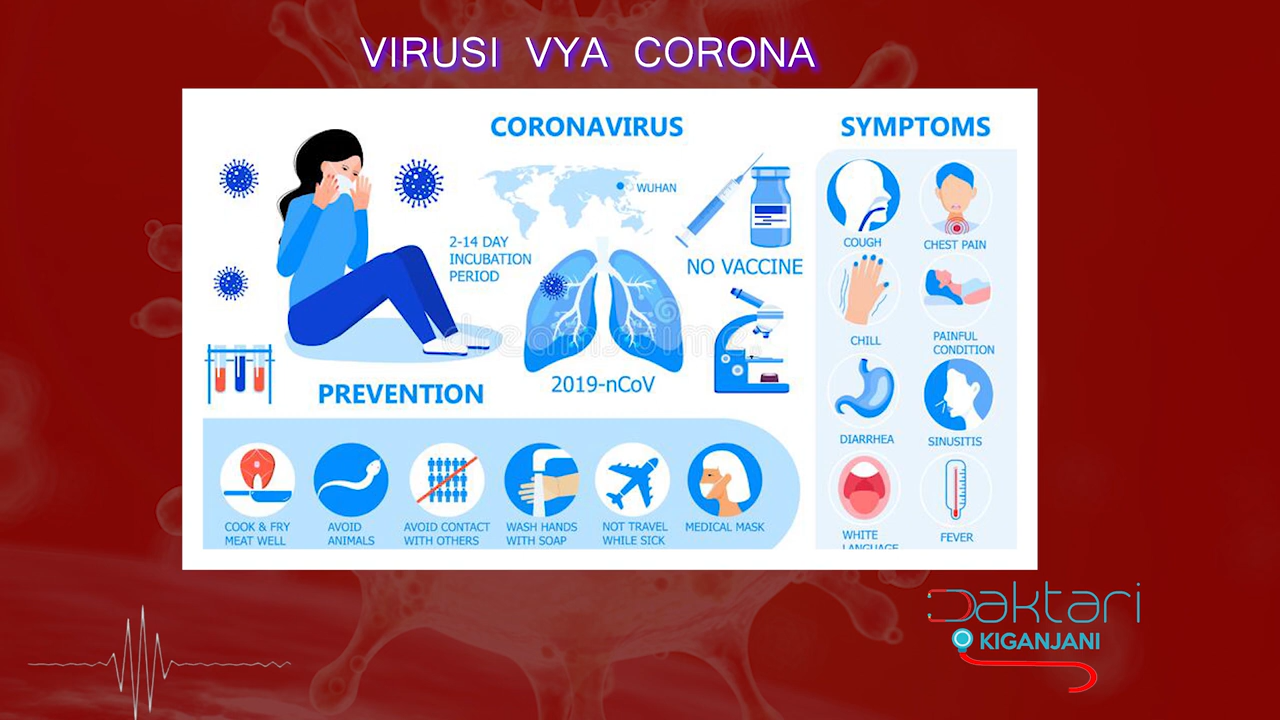 VIRUSI VYA CORONA
CORONAVIRUS
WUHAN
2-14 DAY
INCUBATION
PERIOD
NO VACCINE
2019-nCoV
PREVENTION
COOK & FRY
MEAT WELL
AVOID
ANIMALS
AVOID CONTACT
WITH OTHERS
WASH HANDS
WITH SOAP
NOT TRAVEL
WHILE SICK
MEDICAL MASK
SYMPTOMS
COUGH
CHEST PAIN
CHILL
PAINFUL
CONDITION
DIARRHEA
SINUSITIS
WHITE
LANGUAGE
FEVER
Daktari
KIGANJANI